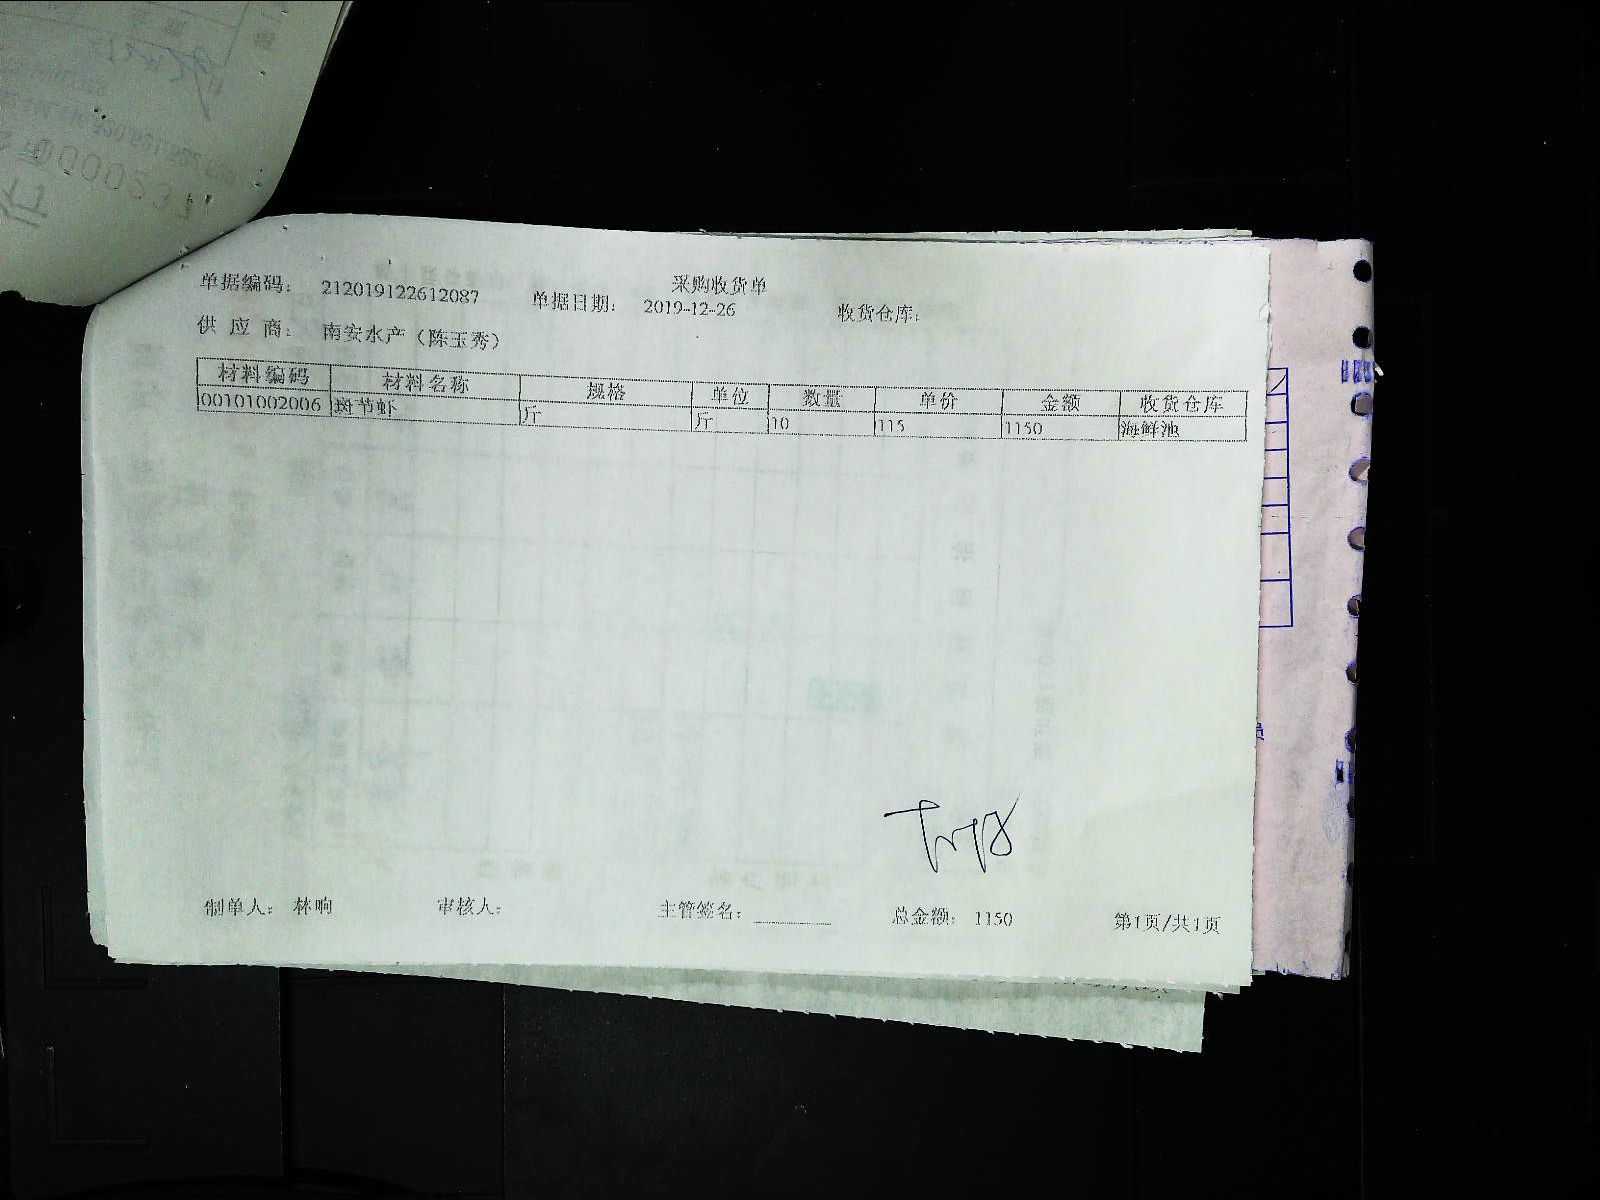 采购收货单
单据编码： 212019122612087 单据日期： 2019-12-26 收货仓库：
供 应 商： 南安水产（陈玉秀）
材料编码 材料名称 规格 单位 数量 单价 金额 收货仓库
00101002006 斑节虾 斤 斤 10 115 1150 海鲜池
制单人： 林响 审核人： 主管签名： 总金额： 1150 第1页/共1页